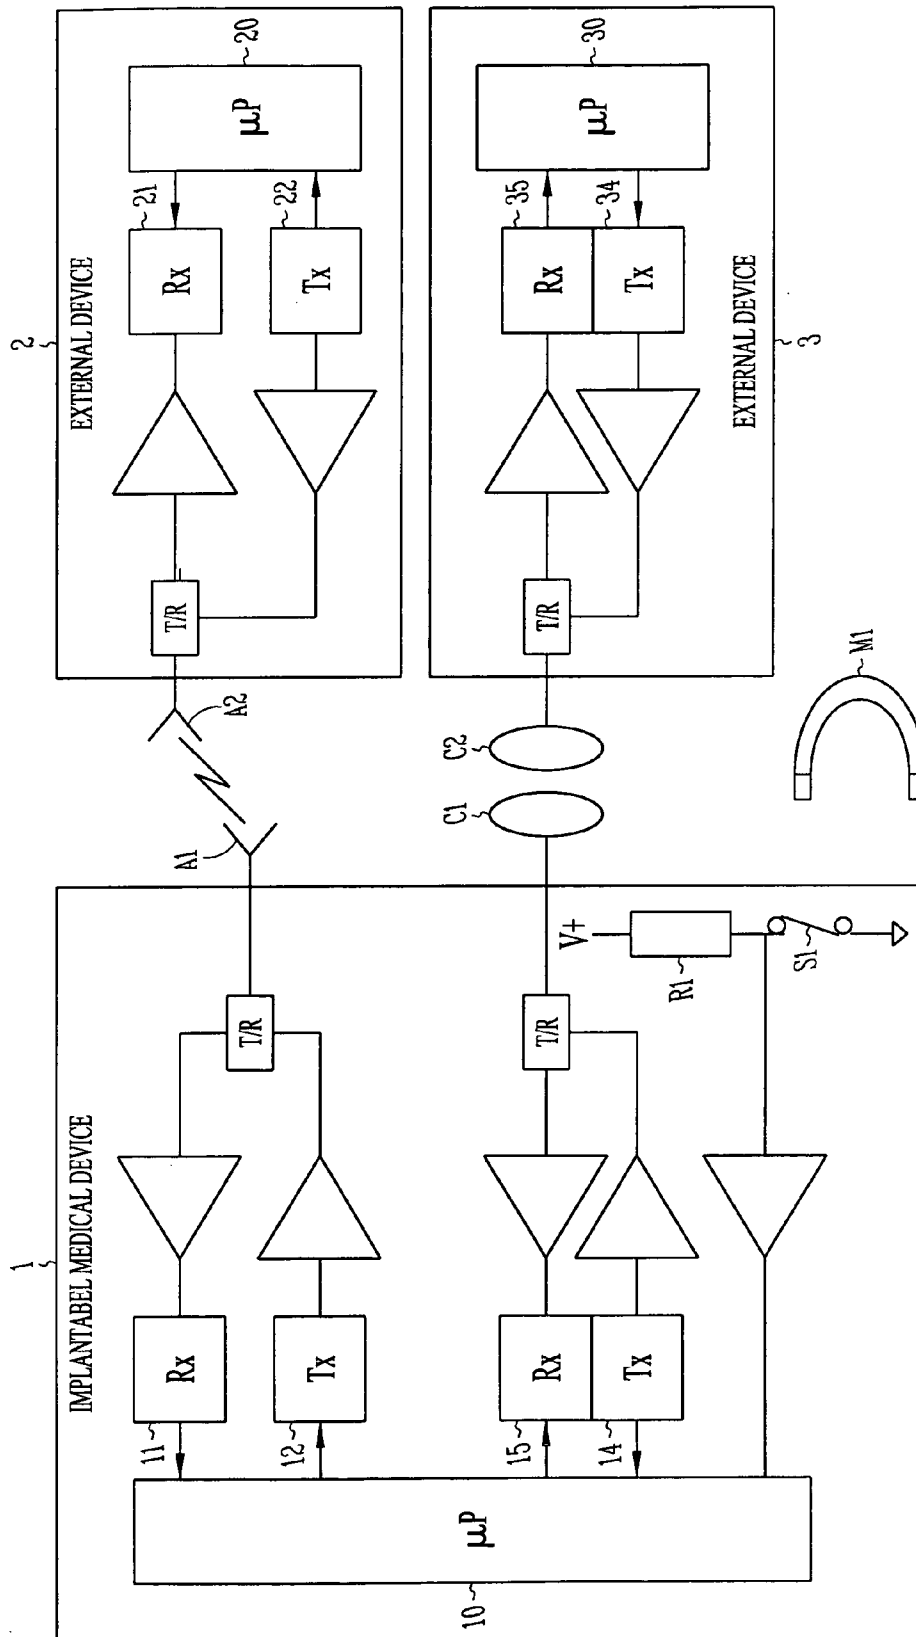 1
IMPLANTABEL MEDICAL DEVICE
10
µP
11
Rx
12
Tx
15
Rx
14
Tx
T/R
T/R
V+
R1
S1
A1
A2
C1
C2
M1
2
EXTERNAL DEVICE
T/R
21
Rx
22
Tx
20
µP
3
EXTERNAL DEVICE
T/R
35
Rx
34
Tx
30
µP